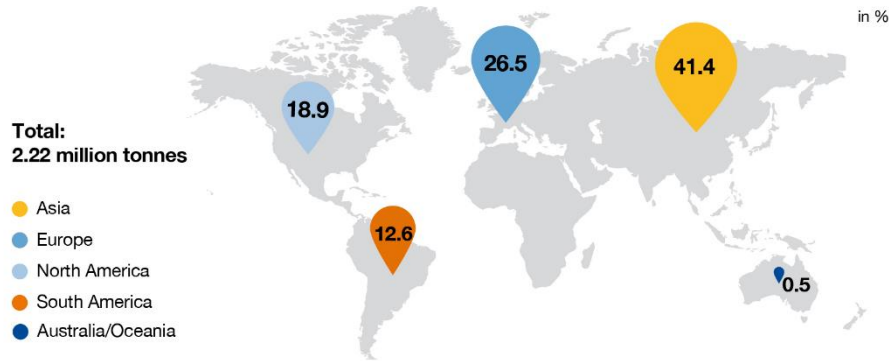 in %
26.5
41.4
18.9
Total:
2.22 million tonnes
Asia
Europe
12.6
North America
South America
0.5
Australia/Oceania